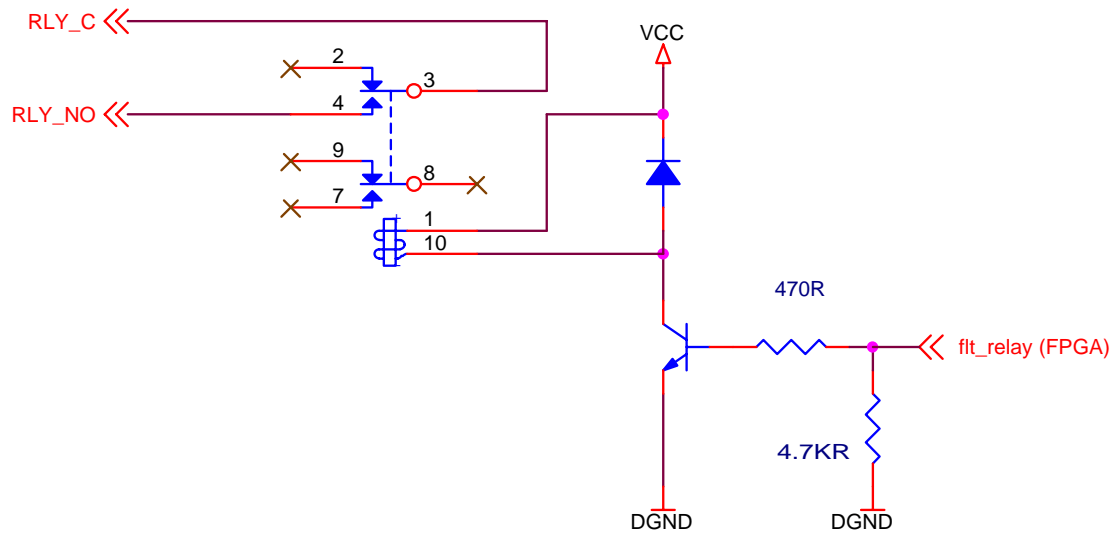 RLY_C
VCC
2
3
4
RLY_NO
9
8
7
1
10
470R
flt_relay (FPGA)
4.7KR
DGND
DGND